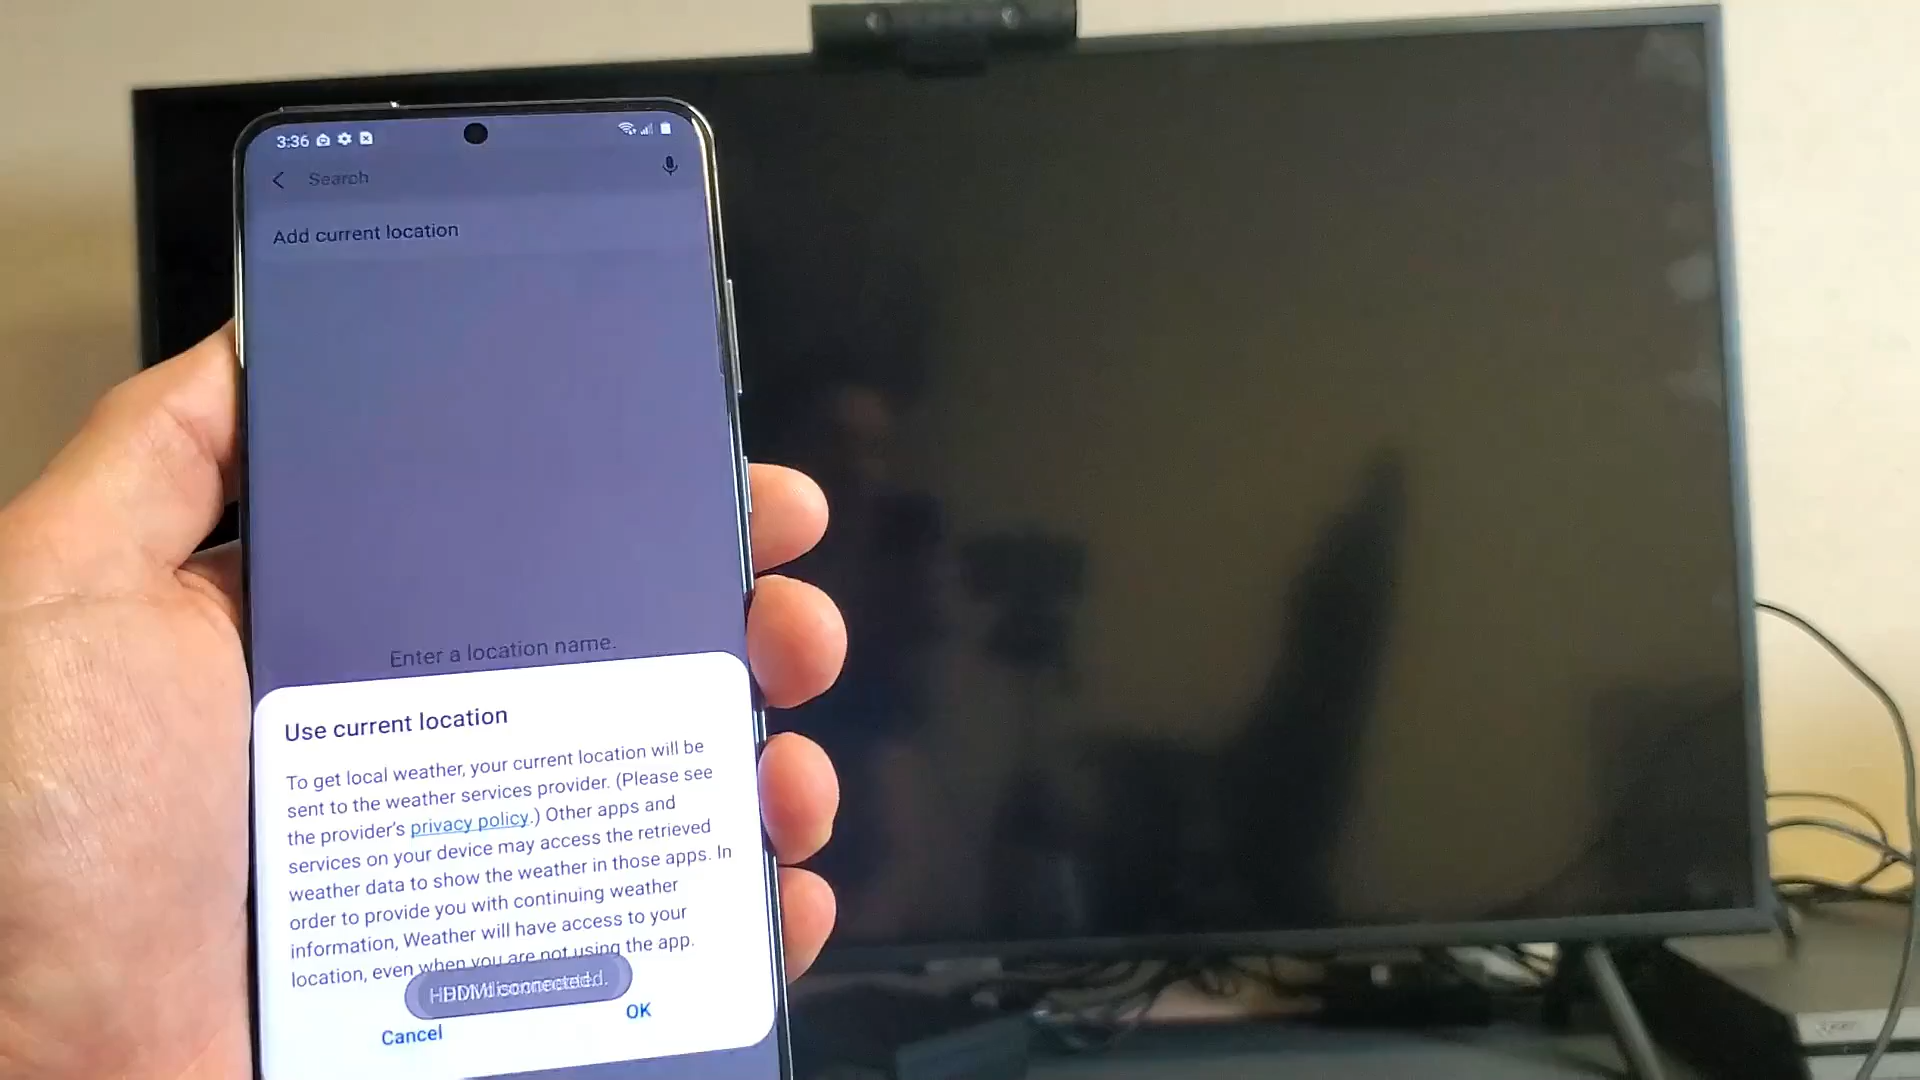 3:36
Search
Add current location
Enter a location name.
Use current location
To get local weather, your current location will be
sent to the weather services provider. (Please see
the provider's privacy policy.) Other apps and
services on your device may access the retrieved
weather data to show the weather in those apps. In
order to provide you with continuing weather
information, Weather will have access to your
location, even when you are not using the app.
Cancel
OK